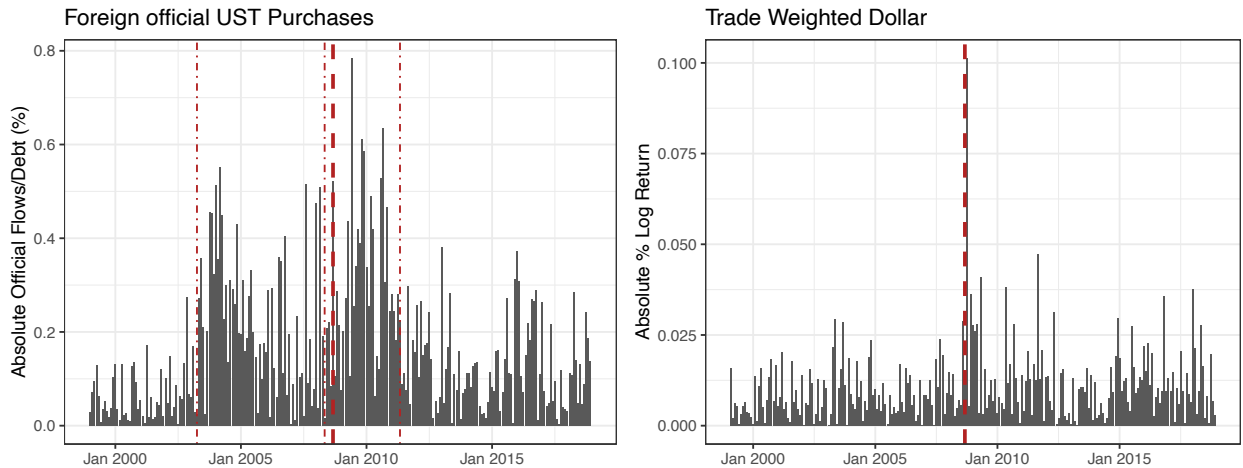 Foreign official UST Purchases
Absolute Official Flows/Debt (%)
0.8
0.6
0.4
0.2
0.0
Jan 2000 Jan 2005 Jan 2010 Jan 2015
Trade Weighted Dollar
Absolute % Log Return
0.100
0.075
0.050
0.025
0.000
Jan 2000 Jan 2005 Jan 2010 Jan 2015